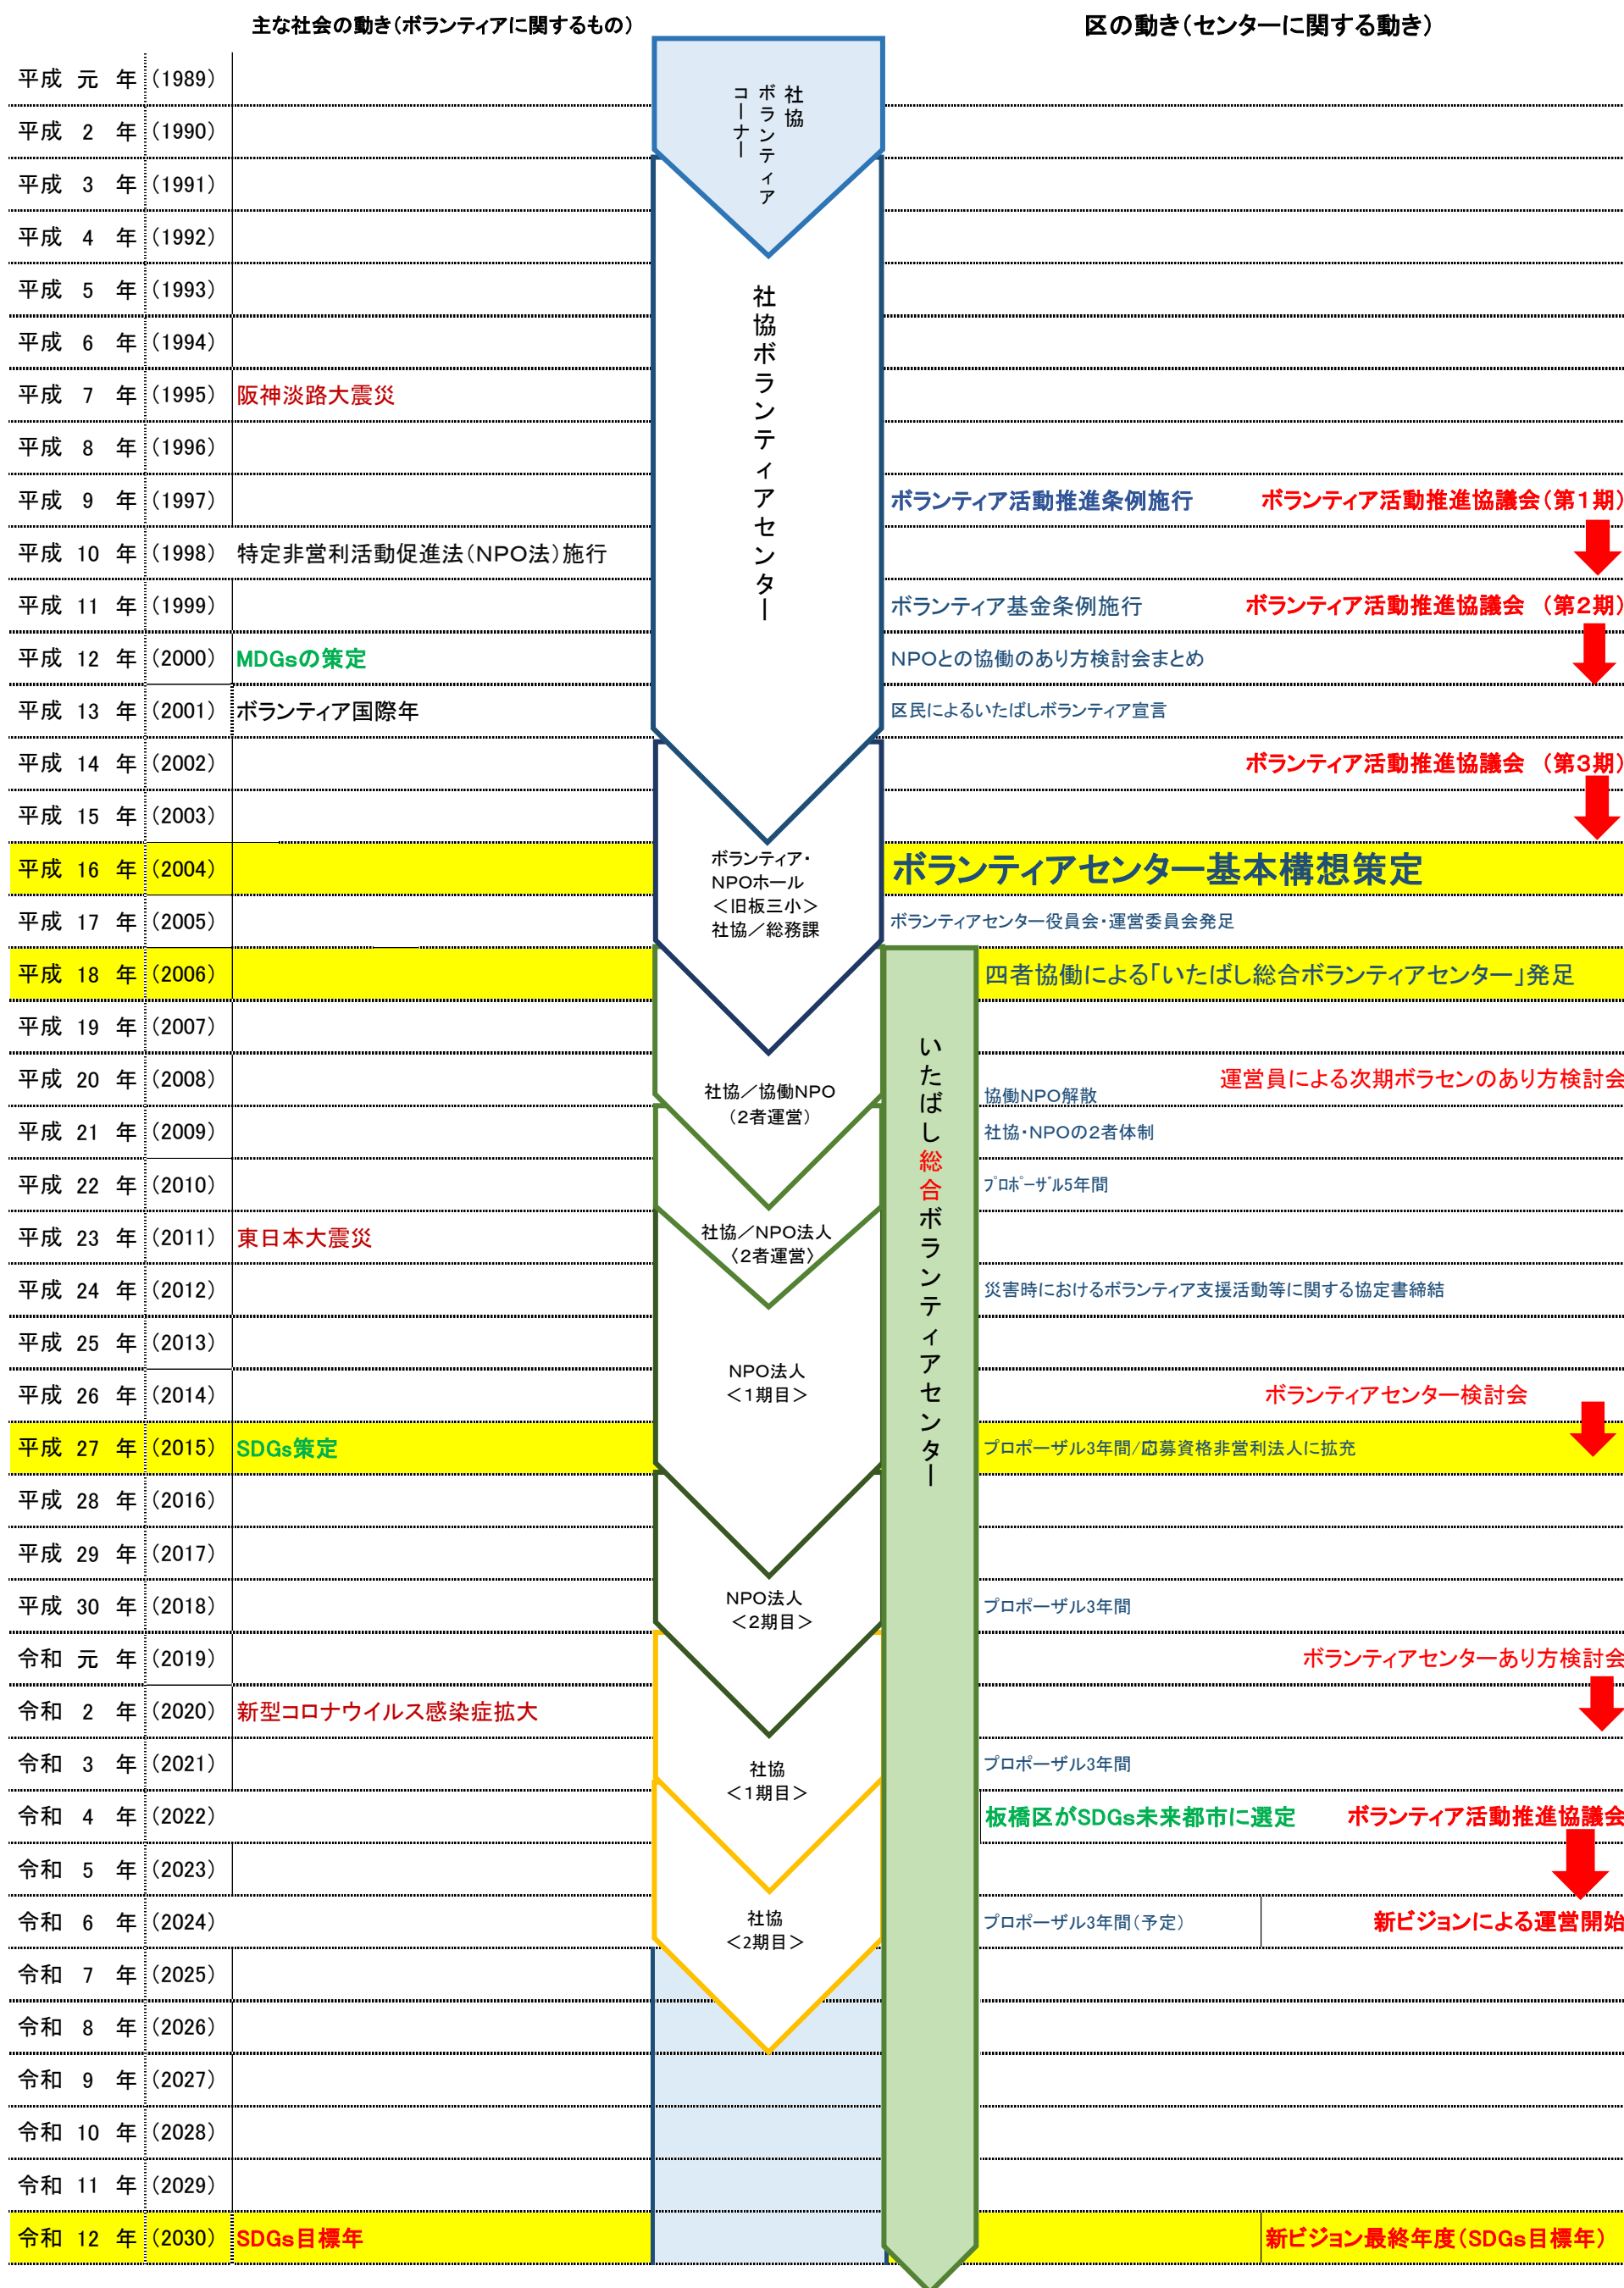 主な社会の動き（ボランティアに関するもの）
区の動き（センターに関する動き）
平成 元 年 （1989）
社協
ボランティア
コーナー
平成 2 年 （1990）
平成 3 年 （1991）
平成 4 年 （1992）
平成 5 年 （1993）
社協ボランティアセンター
平成 6 年 （1994）
平成 7 年 （1995） 阪神淡路大震災
平成 8 年 （1996）
平成 9 年 （1997） ボランティア活動推進条例施行 ボランティア活動推進協議会（第1期）
平成 10 年 （1998） 特定非営利活動促進法（NPO法）施行
平成 11 年 （1999） ボランティア基金条例施行 ボランティア活動推進協議会 （第2期）
平成 12 年 （2000） MDGsの策定 NPOとの協働のあり方検討会まとめ
平成 13 年 （2001） ボランティア国際年 区民によるいたばしボランティア宣言
平成 14 年 （2002） ボランティア活動推進協議会 （第3期）
平成 15 年 （2003）
平成 16 年 （2004） ボランティアセンター基本構想策定
ボランティア・
NPOホール
＜旧板三小＞
社協／総務課
平成 17 年 （2005） ボランティアセンター役員会・運営委員会発足
平成 18 年 （2006） 四者協働による「いたばし総合ボランティアセンター」発足
平成 19 年 （2007）
いたばし総合ボランティアセンター
平成 20 年 （2008） 運営員による次期ボラセンのあり方検討会
協働NPO解散
社協／協働NPO
（2者運営）
平成 21 年 （2009） 社協・NPOの2者体制
平成 22 年 （2010） ﾌﾟﾛﾎﾟｰｻﾞﾙ5年間
平成 23 年 （2011） 東日本大震災
社協／NPO法人
〈2者運営〉
平成 24 年 （2012） 災害時におけるボランティア支援活動等に関する協定書締結
平成 25 年 （2013）
NPO法人
＜1期目＞
平成 26 年 （2014） ボランティアセンター検討会
平成 27 年 （2015） SDGs策定 プロポーザル3年間/応募資格非営利法人に拡充
平成 28 年 （2016）
平成 29 年 （2017）
平成 30 年 （2018） プロポーザル3年間
NPO法人
＜2期目＞
令和 元 年 （2019） ボランティアセンターあり方検討会
令和 2 年 （2020） 新型コロナウイルス感染症拡大
令和 3 年 （2021） プロポーザル3年間
社協
＜1期目＞
令和 4 年 （2022） 板橋区がSDGs未来都市に選定 ボランティア活動推進協議会
令和 5 年 （2023）
令和 6 年 （2024） プロポーザル3年間（予定） 新ビジョンによる運営開始
社協
＜2期目＞
令和 7 年 （2025）
令和 8 年 （2026）
令和 9 年 （2027）
令和 10 年 （2028）
令和 11 年 （2029）
令和 12 年 （2030） SDGs目標年 新ビジョン最終年度（SDGs目標年）